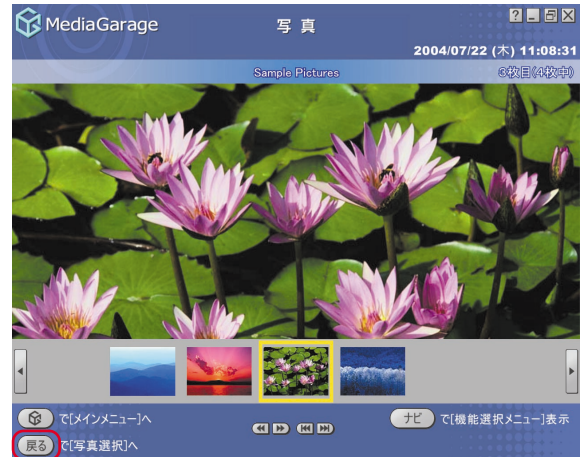 MediaGarage
写真
2004/07/22 (木) 11:08:31
Sample Pictures
3枚目(4枚中)
で[メインメニュー]へ
ナビ で[機能選択メニュー]表示
戻る で[写真選択]へ